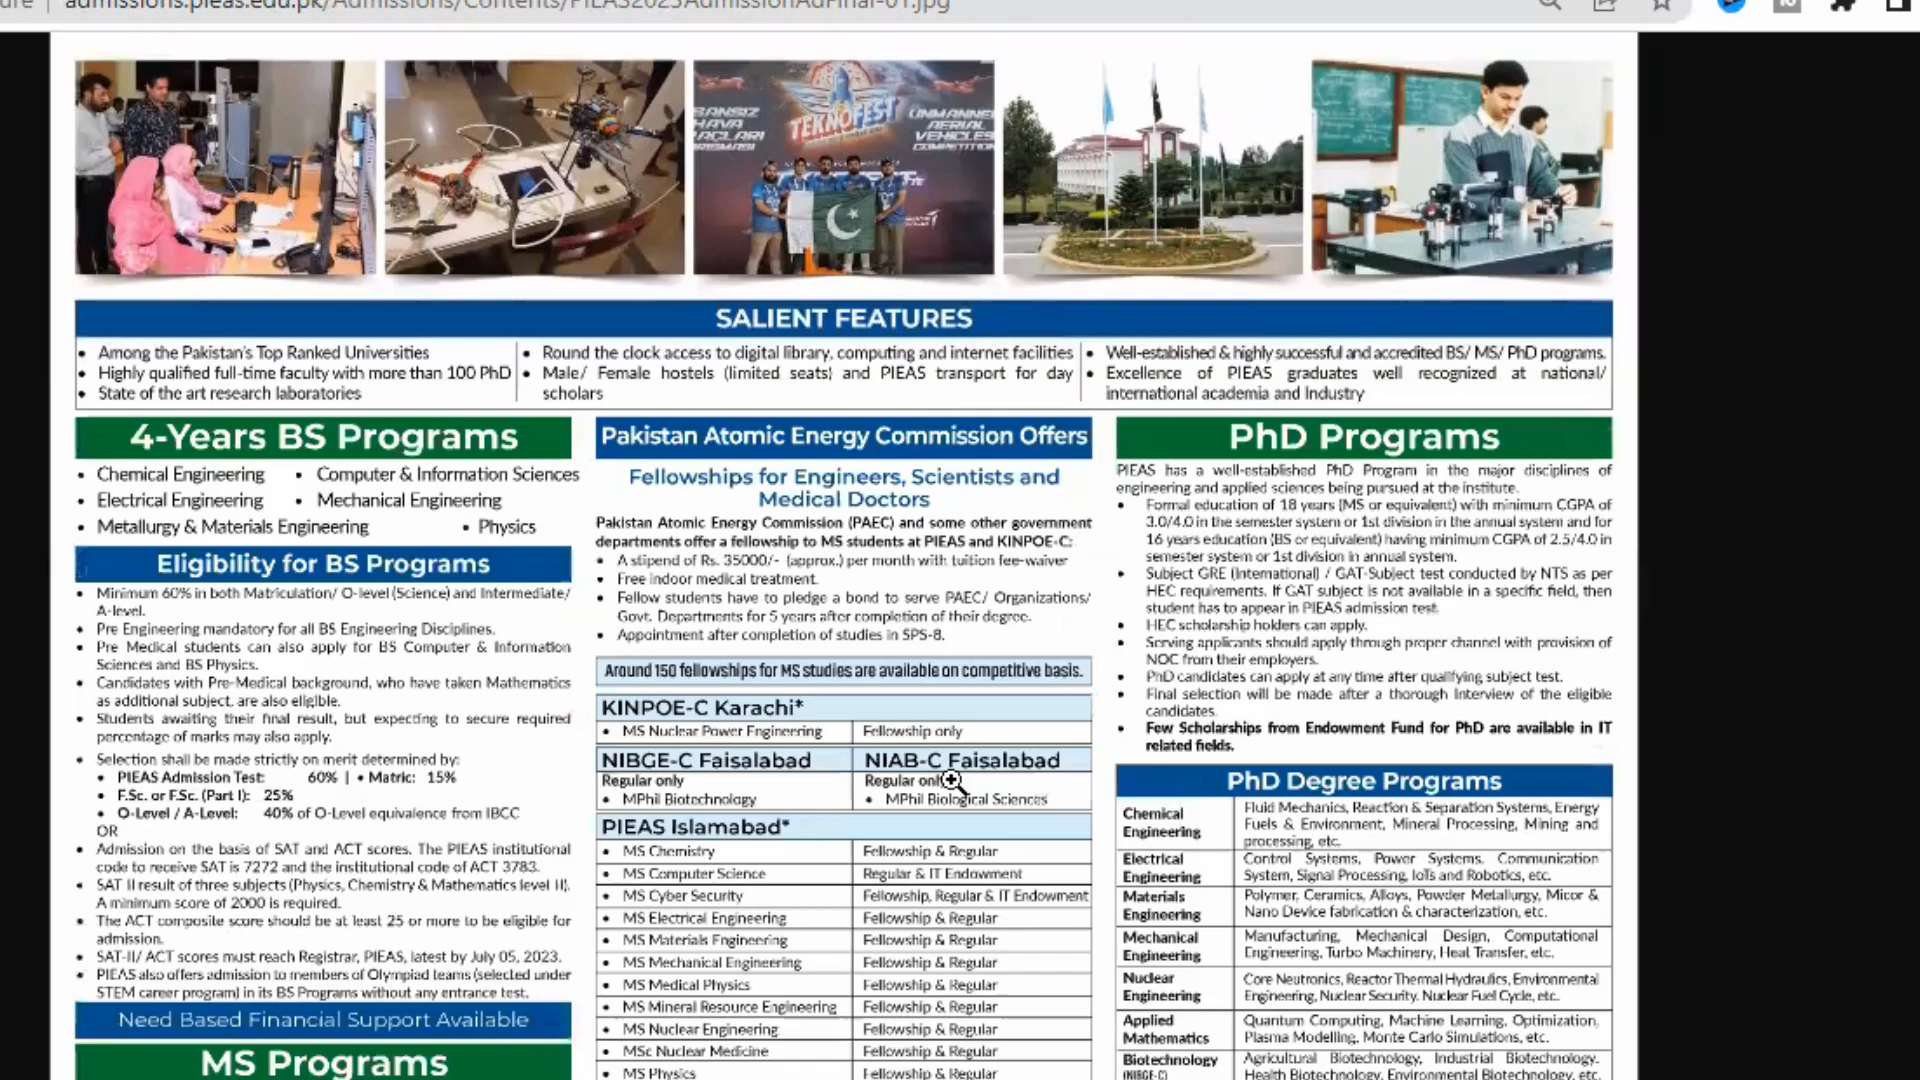 admissions.pieas.edu.pk/Admissions/Contents/PIEAS2023AdmissionAdFinal-01.jpg
TEKNOFEST
SALIENT FEATURES
• Among the Pakistan's Top Ranked Universities
• Highly qualified full-time faculty with more than 100 PhD
• State of the art research laboratories
• Round the clock access to digital library, computing and internet facilities
• Male/ Female hostels (limited seats) and PIEAS transport for day
scholars
• Well-established & highly successful and accredited BS/ MS/ PhD programs.
• Excellence of PIEAS graduates well recognized at national/
international academia and Industry
4-Years BS Programs
• Chemical Engineering • Computer & Information Sciences
• Electrical Engineering • Mechanical Engineering
• Metallurgy & Materials Engineering • Physics
Eligibility for BS Programs
• Minimum 60% in both Matriculation/ O-level (Science) and Intermediate/
A-level.
• Pre Engineering mandatory for all BS Engineering Disciplines.
• Pre Medical students can also apply for BS Computer & Information
Sciences and BS Physics.
• Candidates with Pre-Medical background, who have taken Mathematics
as additional subject, are also eligible.
• Students awaiting their final result, but expecting to secure required
percentage of marks may also apply.
• Selection shall be made strictly on merit determined by:
• PIEAS Admission Test: 60% | • Matric: 15%
• F.Sc. or F.Sc. (Part I): 25%
• O-Level / A-Level: 40% of O-Level equivalence from IBCC
OR
• Admission on the basis of SAT and ACT scores. The PIEAS institutional
code to receive SAT is 7272 and the institutional code of ACT 3783.
• SAT II result of three subjects (Physics, Chemistry & Mathematics level II).
A minimum score of 2000 is required.
• The ACT composite score should be at least 25 or more to be eligible for
admission.
• SAT-II/ ACT scores must reach Registrar, PIEAS, latest by July 05, 2023.
• PIEAS also offers admission to members of Olympiad teams (selected under
STEM career program) in its BS Programs without any entrance test.
Need Based Financial Support Available
MS Programs
Pakistan Atomic Energy Commission Offers
Fellowships for Engineers, Scientists and
Medical Doctors
Pakistan Atomic Energy Commission (PAEC) and some other government
departments offer a fellowship to MS students at PIEAS and KINPOE-C:
• A stipend of Rs. 35000/- (approx.) per month with tuition fee-waiver
• Free indoor medical treatment.
• Fellow students have to pledge a bond to serve PAEC/ Organizations/
Govt. Departments for 5 years after completion of their degree.
• Appointment after completion of studies in SPS-8.
Around 150 fellowships for MS studies are available on competitive basis.
KINPOE-C Karachi*
• MS Nuclear Power Engineering Fellowship only
NIBGE-C Faisalabad NIAB-C Faisalabad
Regular only Regular only
• MPhil Biotechnology • MPhil Biological Sciences
PIEAS Islamabad*
• MS Chemistry Fellowship & Regular
• MS Computer Science Regular & IT Endowment
• MS Cyber Security Fellowship, Regular & IT Endowment
• MS Electrical Engineering Fellowship & Regular
• MS Materials Engineering Fellowship & Regular
• MS Mechanical Engineering Fellowship & Regular
• MS Medical Physics Fellowship & Regular
• MS Mineral Resource Engineering Fellowship & Regular
• MS Nuclear Engineering Fellowship & Regular
• MSc Nuclear Medicine Fellowship & Regular
• MS Physics Fellowship & Regular
PhD Programs
PIEAS has a well-established PhD Program in the major disciplines of
engineering and applied sciences being pursued at the institute.
• Formal education of 18 years (MS or equivalent) with minimum CGPA of
3.0/4.0 in the semester system or 1st division in the annual system and for
16 years education (BS or equivalent) having minimum CGPA of 2.5/4.0 in
semester system or 1st division in annual system.
• Subject GRE (International) / GAT-Subject test conducted by NTS as per
HEC requirements. If GAT subject is not available in a specific field, then
student has to appear in PIEAS admission test.
• HEC scholarship holders can apply.
• Serving applicants should apply through proper channel with provision of
NOC from their employers.
• PhD candidates can apply at any time after qualifying subject test.
• Final selection will be made after a thorough Interview of the eligible
candidates.
• Few Scholarships from Endowment Fund for PhD are available in IT
related fields.
PhD Degree Programs
Chemical
Engineering
Fluid Mechanics, Reaction & Separation Systems, Energy
Fuels & Environment, Mineral Processing, Mining and
processing, etc.
Electrical
Engineering
Control Systems, Power Systems, Communication
System, Signal Processing, IoTs and Robotics, etc.
Materials
Engineering
Polymer, Ceramics, Alloys, Powder Metallurgy, Micor &
Nano Device fabrication & characterization, etc.
Mechanical
Engineering
Manufacturing, Mechanical Design, Computational
Engineering, Turbo Machinery, Heat Transfer, etc.
Nuclear
Engineering
Core Neutronics, Reactor Thermal Hydraulics, Environmental
Engineering, Nuclear Security, Nuclear Fuel Cycle, etc.
Applied
Mathematics
Quantum Computing, Machine Learning, Optimization,
Plasma Modelling, Monte Carlo Simulations, etc.
Biotechnology
(NIBGE-C)
Agricultural Biotechnology, Industrial Biotechnology,
Health Biotechnology, Environmental Biotechnology, etc.